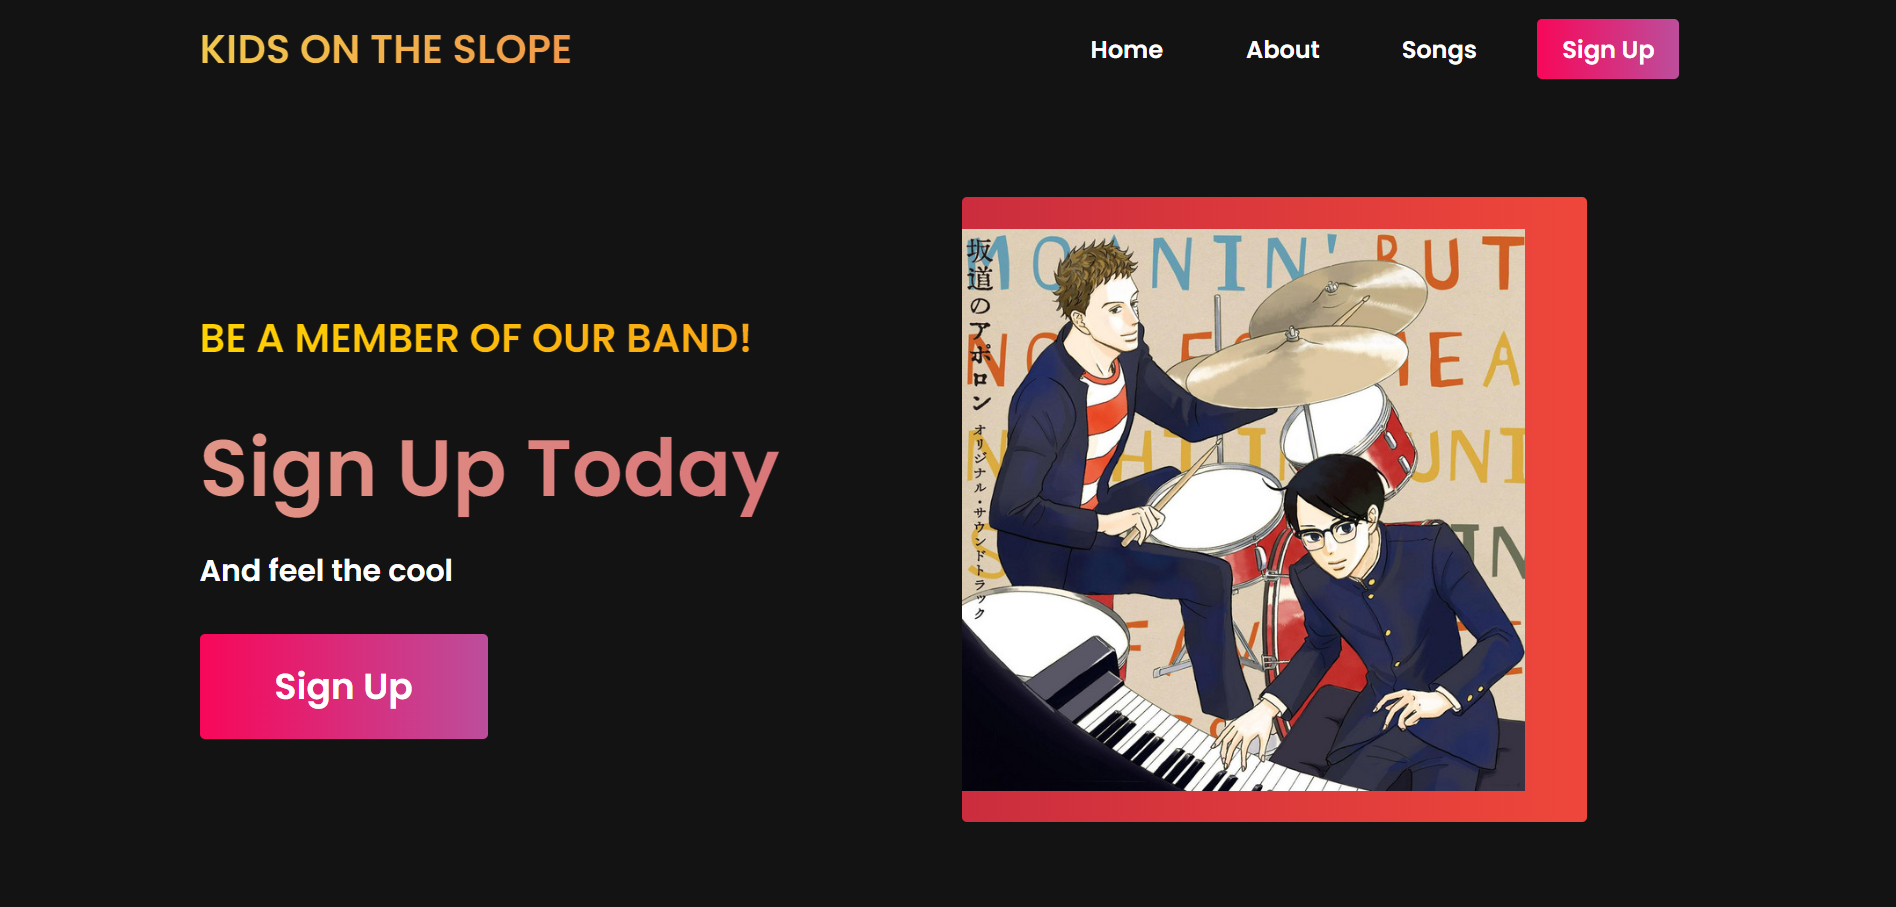 KIDS ON THE SLOPE
Home
About
Songs
Sign Up
BE A MEMBER OF OUR BAND!
Sign Up Today
And feel the cool
Sign Up
坂道のアポロン
オリジナル・サウンドトラック
MOANIN' BUT
ME A
IN